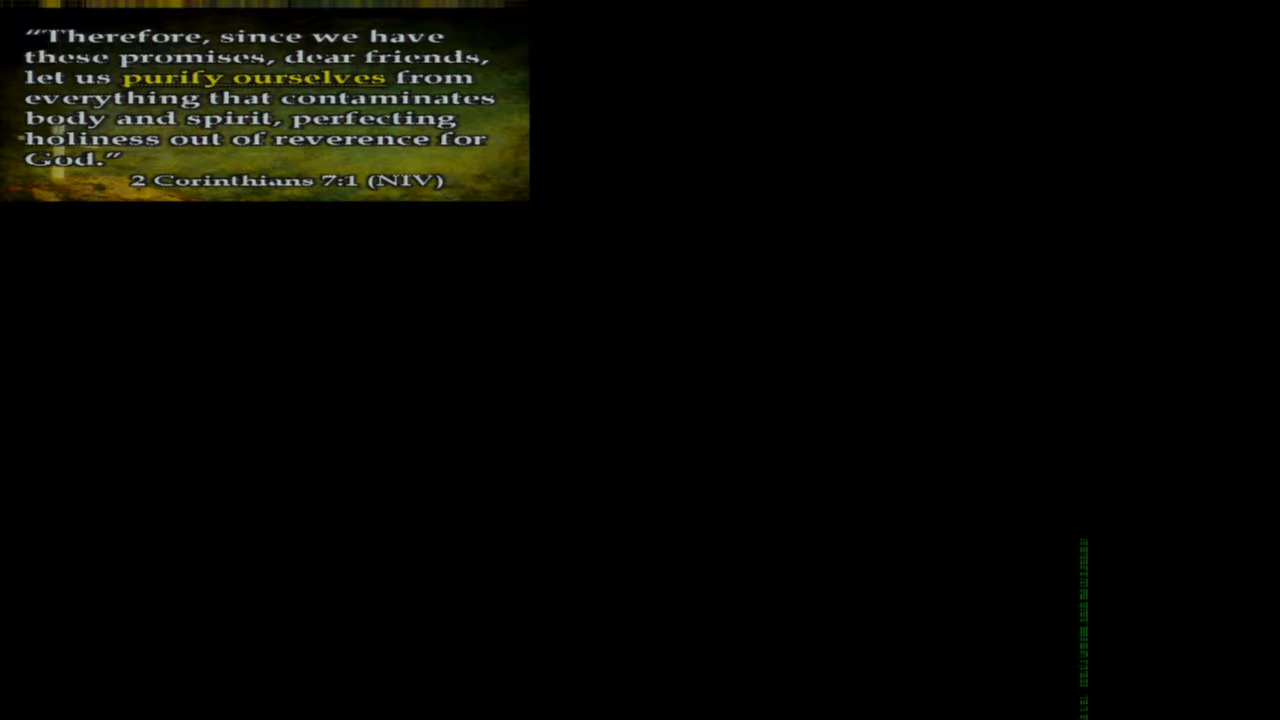 “Therefore, since we have
these promises, dear friends,
let us purify ourselves from
everything that contaminates
body and spirit, perfecting
holiness out of reverence for
God.”
2 Corinthians 7:1 (NIV)